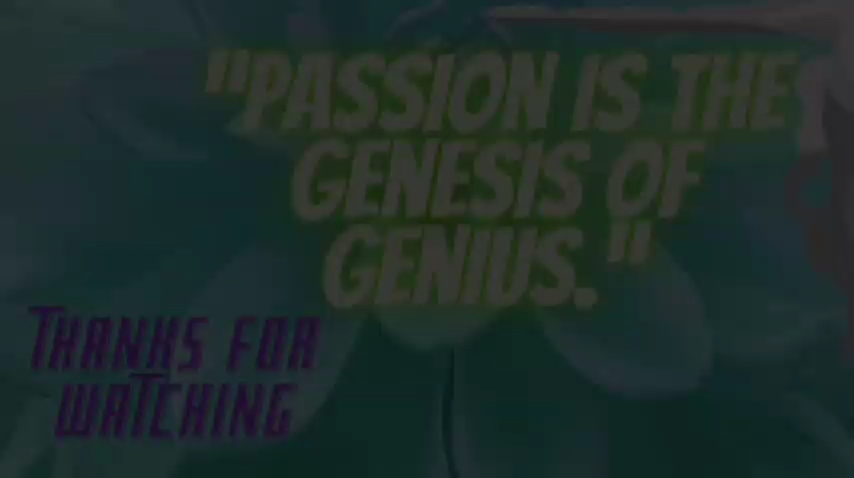 "PASSION IS THE
GENESIS OF
GENIUS."
THANKS FOR
WATCHING